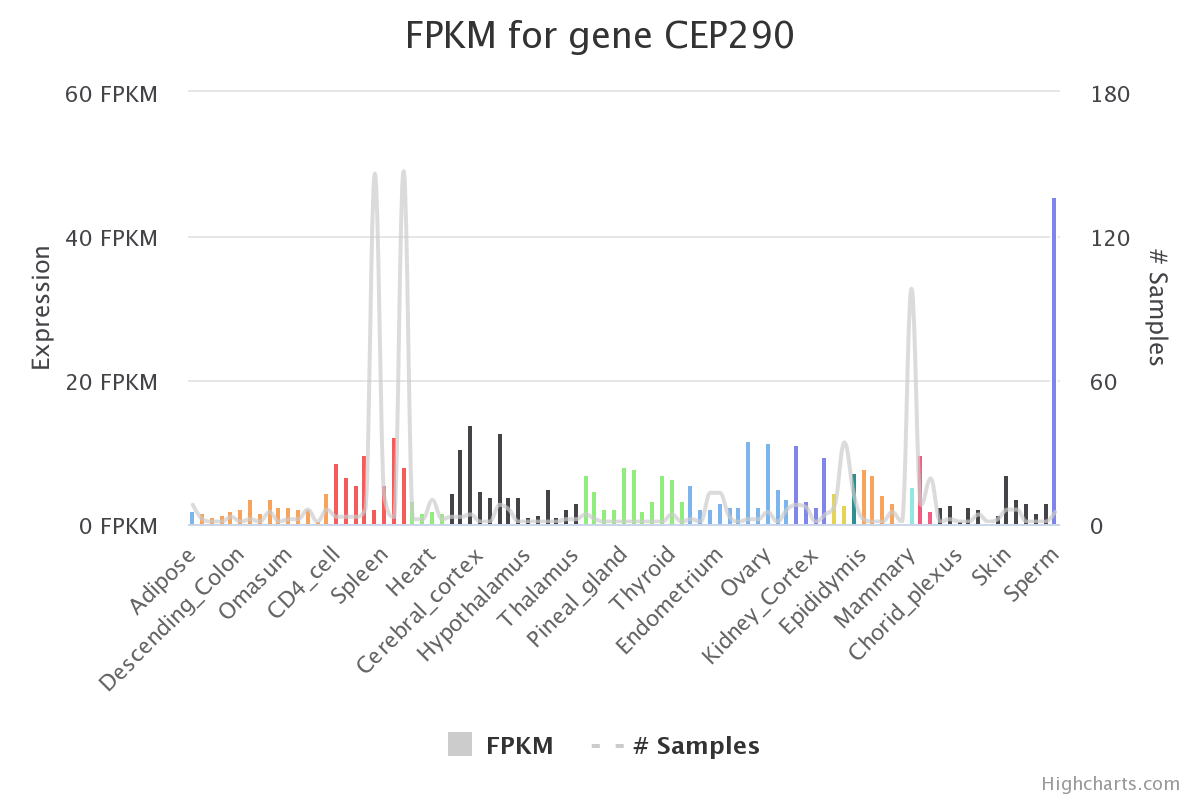 FPKM for gene CEP290
60 FPKM
40 FPKM
20 FPKM
0 FPKM
Expression
180
120
60
0
# Samples
Adipose
Descending_Colon
Omasum
CD4_cell
Spleen
Heart
Cerebral_cortex
Hypothalamus
Thalamus
Pineal_gland
Thyroid
Endometrium
Ovary
Kidney_Cortex
Epididymis
Mammary
Chorid_plexus
Skin
Sperm
FPKM
# Samples
Highcharts.com